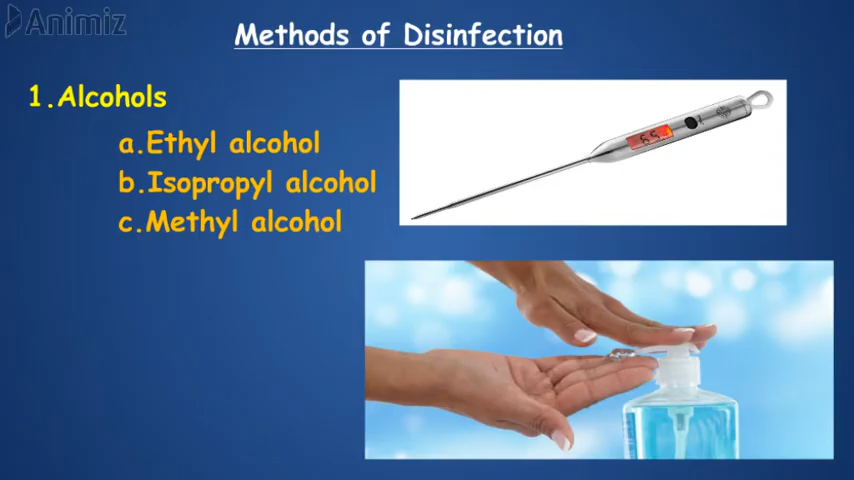 Animiz
Methods of Disinfection
1.Alcohols
a.Ethyl alcohol
b.Isopropyl alcohol
c.Methyl alcohol